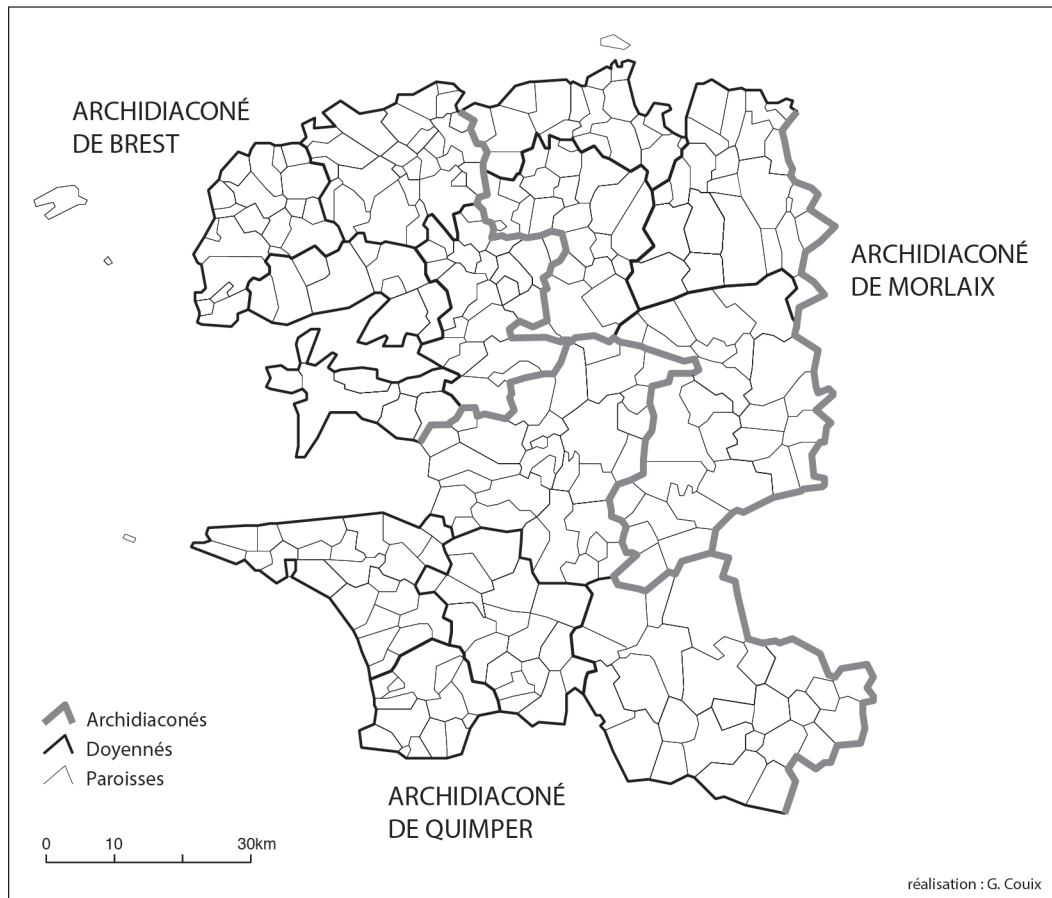 ARCHIDIACONÉ
DE BREST
ARCHIDIACONÉ
DE MORLAIX
Archidiaconés
Doyennés
Paroisses
ARCHIDIACONÉ
DE QUIMPER
0 10 30km
réalisation : G. Couix